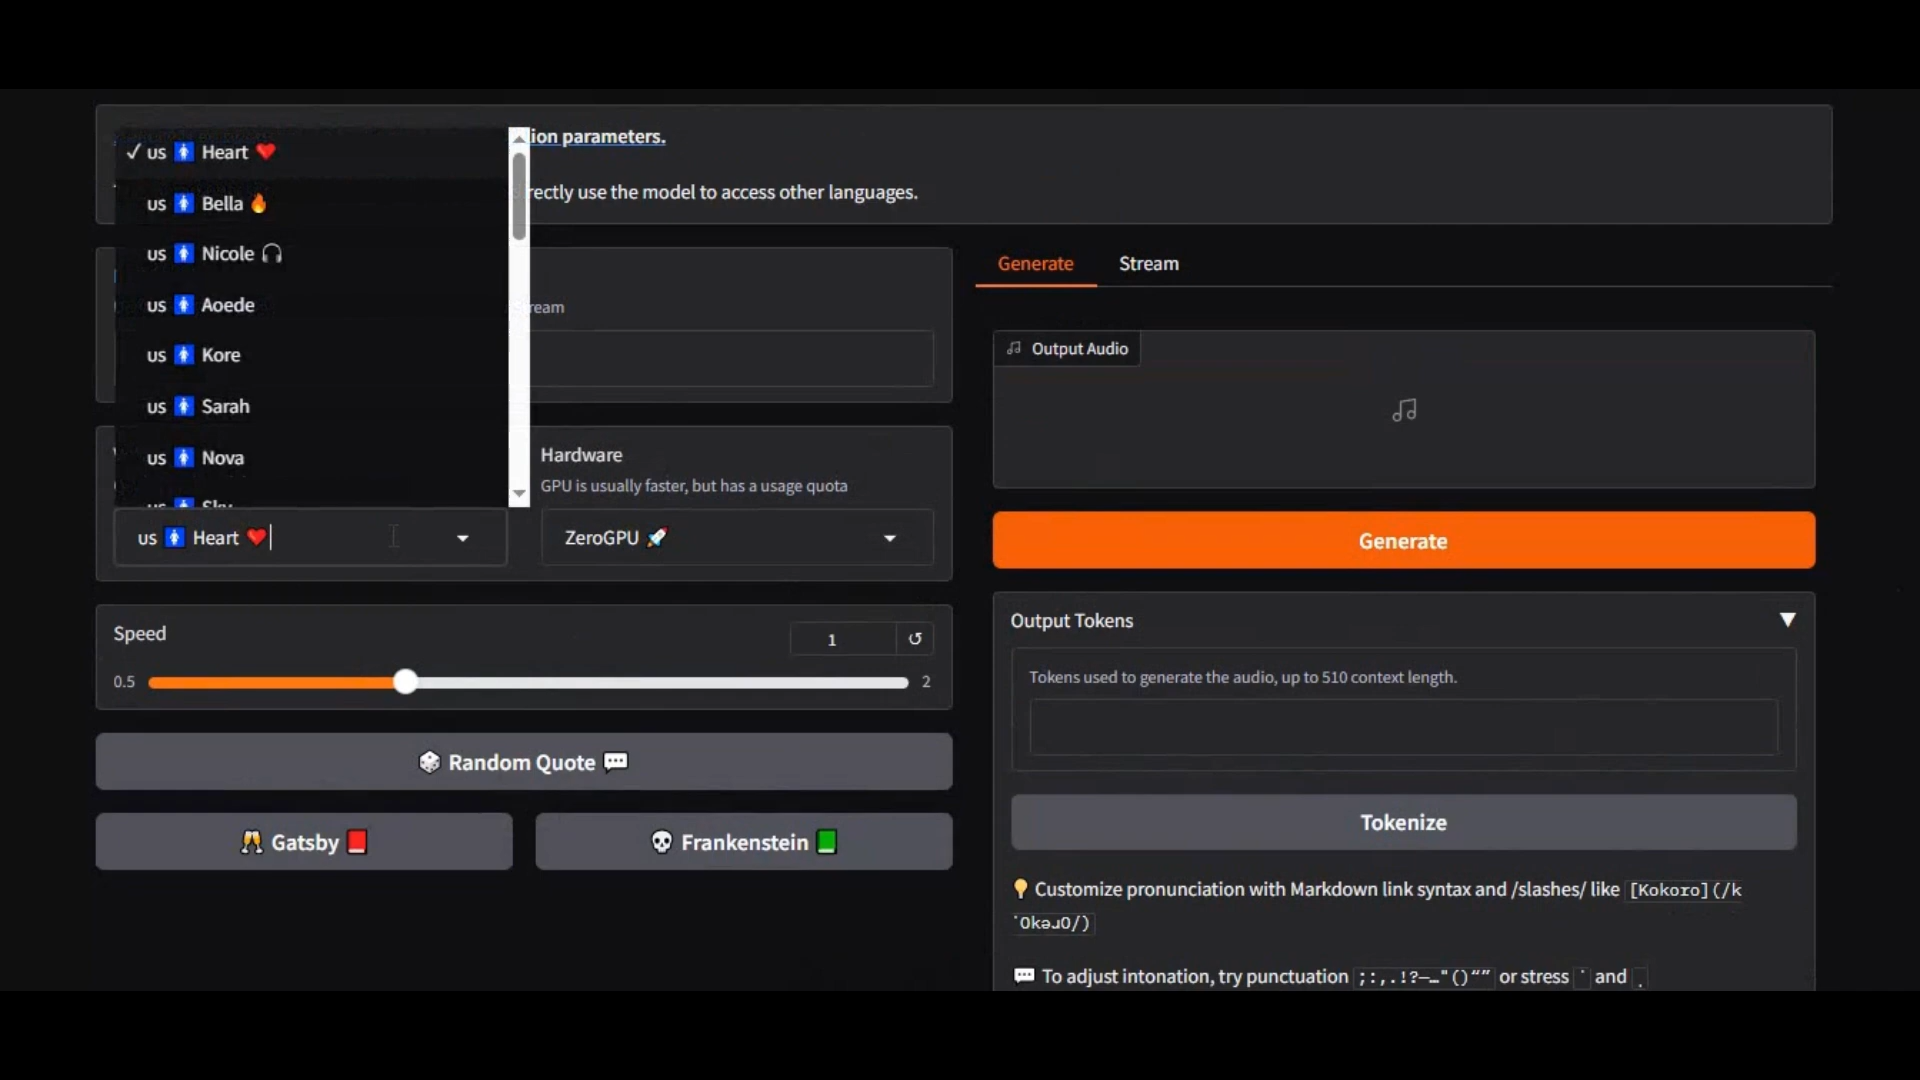 ion parameters.
rectly use the model to access other languages.
✓ us 🚺 Heart ❤️
us 🚺 Bella 🔥
us 🚺 Nicole 🎧
us 🚺 Aoede
us 🚺 Kore
us 🚺 Sarah
us 🚺 Nova
us 🚺 Sky
us 🚺 Heart ❤️
ream
Hardware
GPU is usually faster, but has a usage quota
ZeroGPU 🚀
Speed
1
0.5
2
🎲 Random Quote 💬
🥂 Gatsby 📕
💀 Frankenstein 📗
Generate
Stream
Output Audio
Generate
Output Tokens
Tokens used to generate the audio, up to 510 context length.
Tokenize
💡 Customize pronunciation with Markdown link syntax and /slashes/ like [Kokoro](/k
ˈOkəɹO/)
💬 To adjust intonation, try punctuation ;:,.!?—…"()“” or stress ˈ and ˌ